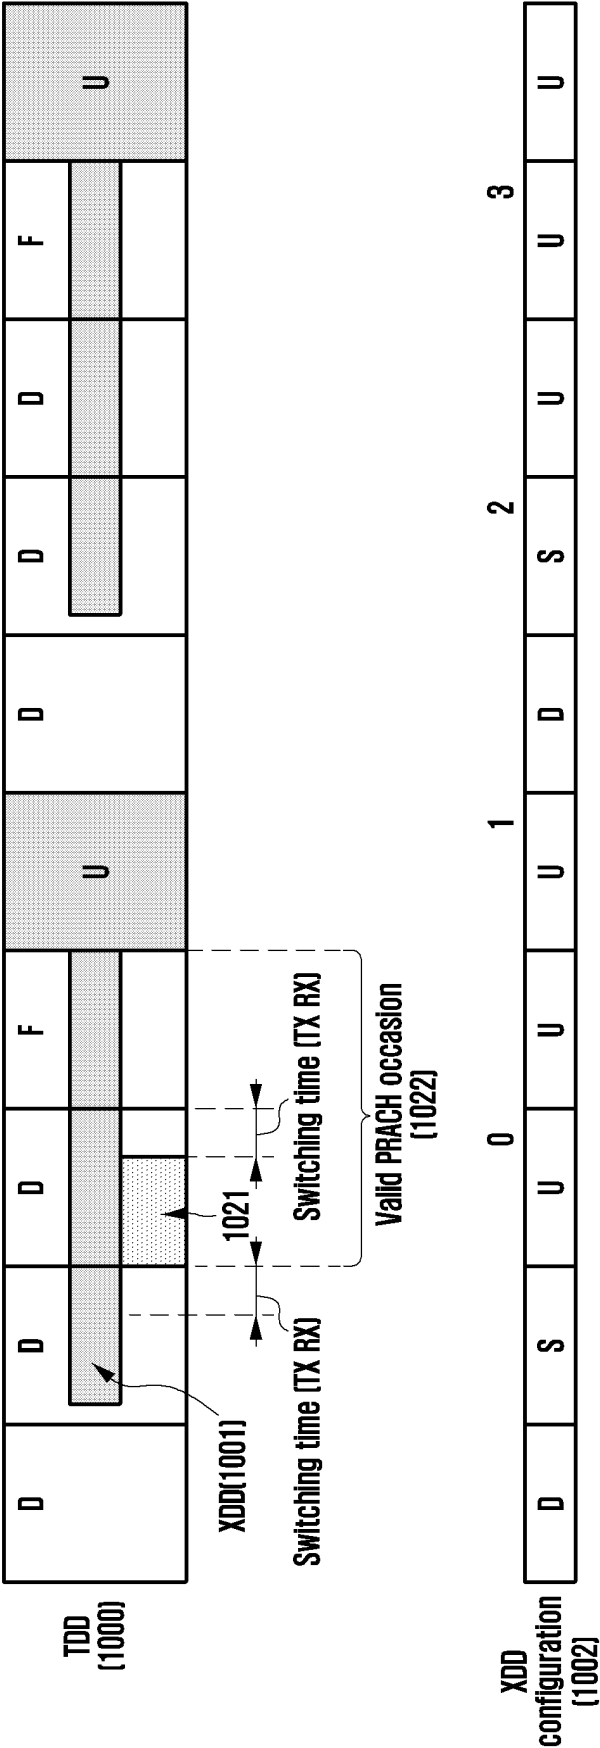 TDD
(1000)
D D D F U D D D F U
XDD(1001)
1021
Switching time (TX RX)
Switching time (TX RX)
Valid PRACH occasion
(1022)
0 1 2 3
XDD
configuration
(1002)
D S U U U D S U U U